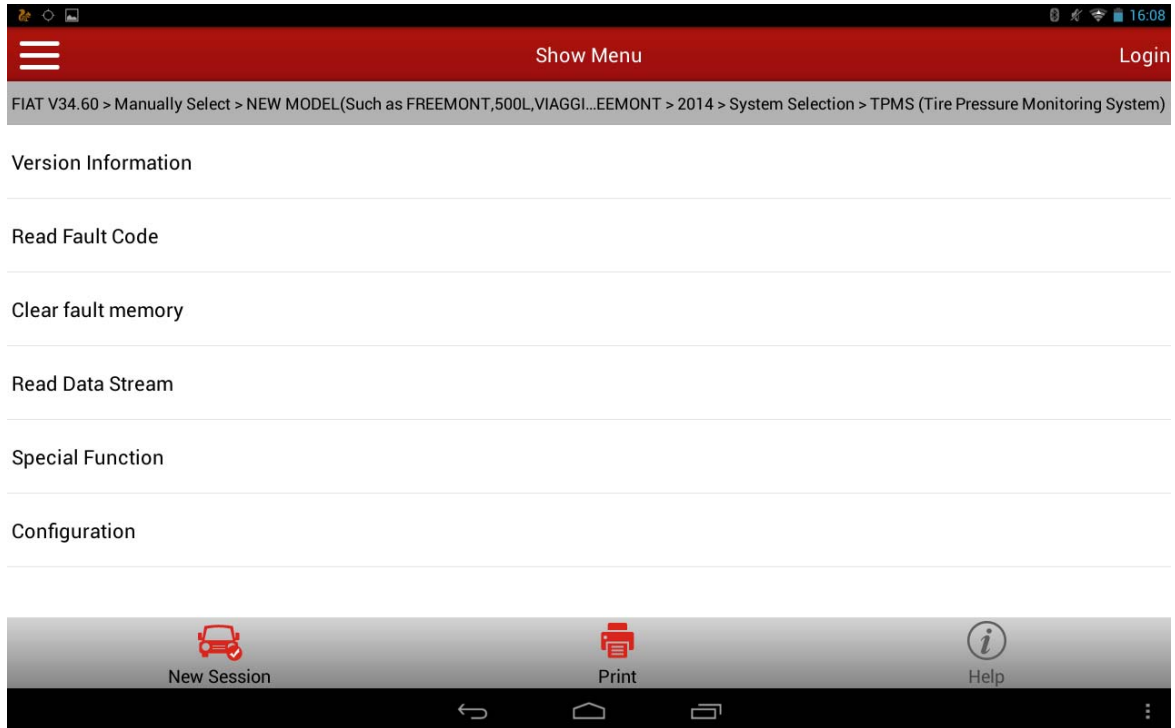 16:08
Show Menu
Login
FIAT V34.60 > Manually Select > NEW MODEL(Such as FREEMONT,500L,VIAGGI...EEMONT > 2014 > System Selection > TPMS (Tire Pressure Monitoring System)
Version Information
Read Fault Code
Clear fault memory
Read Data Stream
Special Function
Configuration
New Session
Print
Help